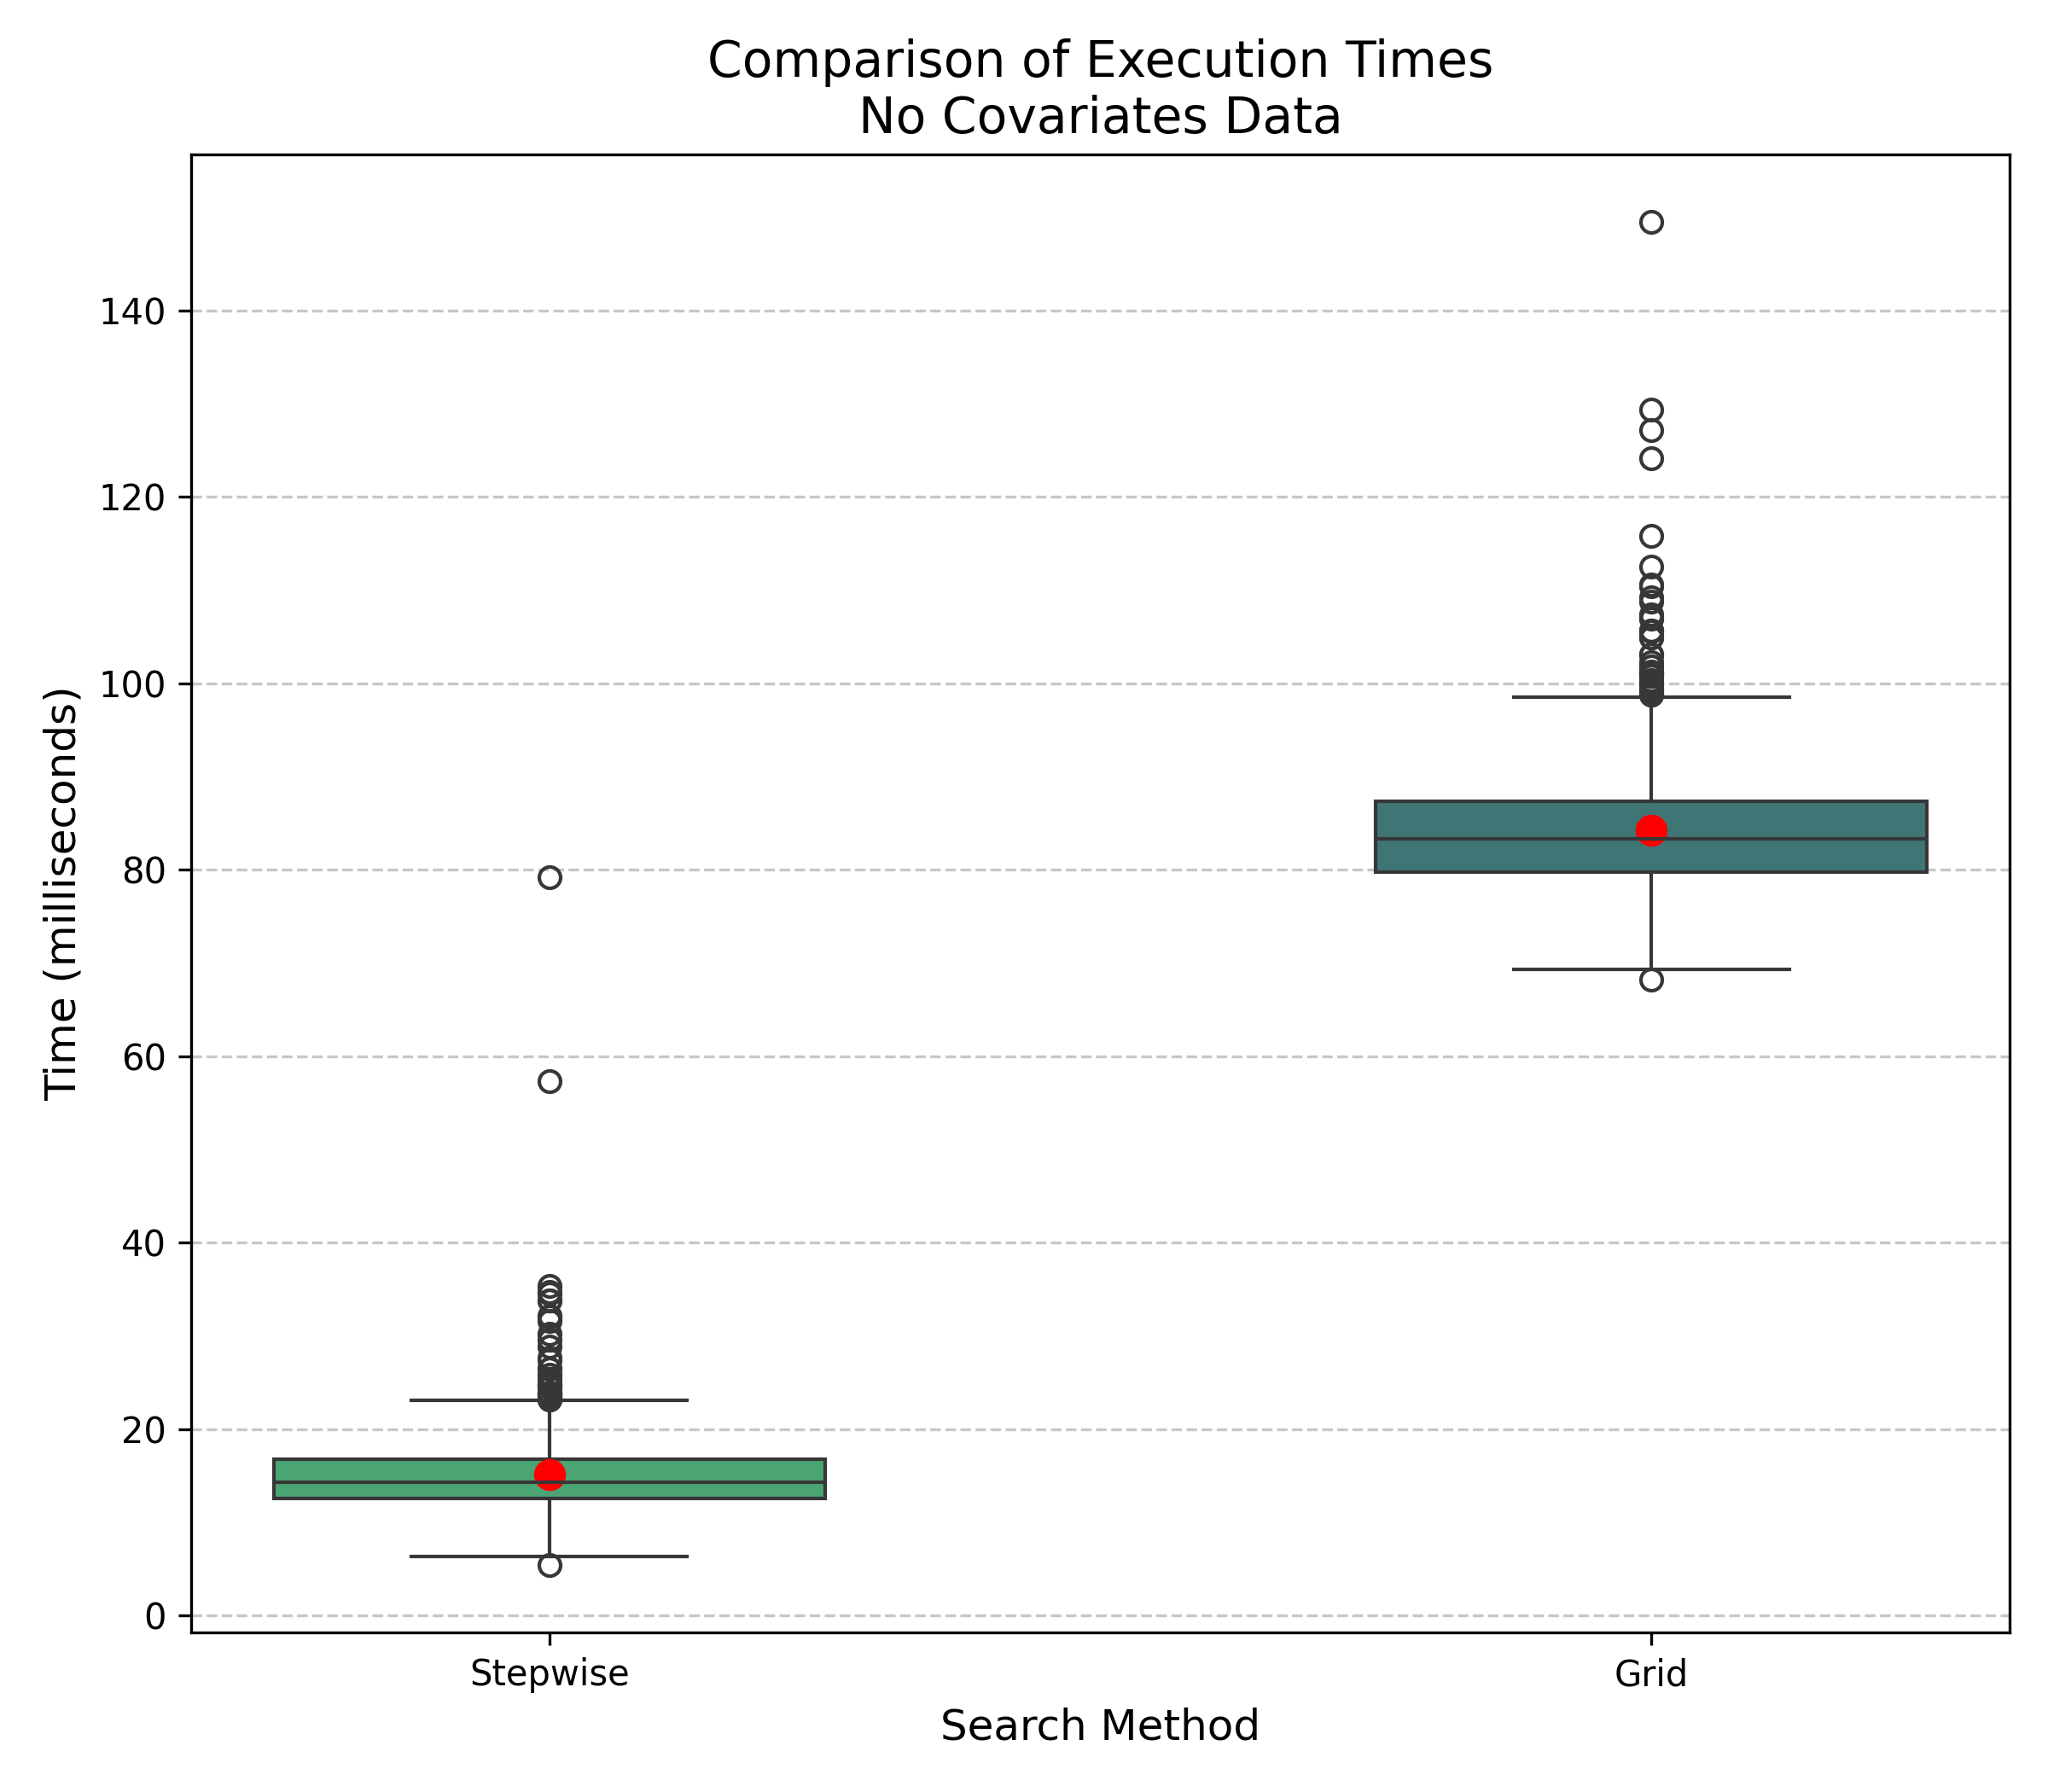 Comparison of Execution Times
No Covariates Data
Time (milliseconds)
140
120
100
80
60
40
20
0
Stepwise
Grid
Search Method